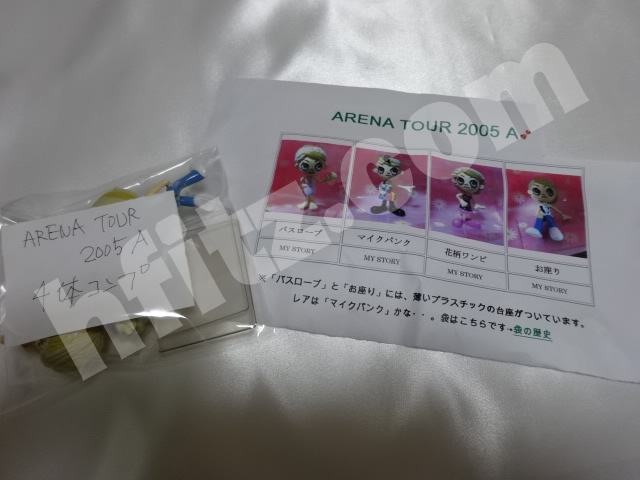 ARENA TOUR 2005 A
バスローブ
マイクパンク
花柄ワンピ
お座り
MY STORY
MY STORY
MY STORY
MY STORY
※「バスローブ」と「お座り」には、薄いプラスチックの台座がついています。
レアは「マイクパンク」かな・・。袋はこちらです→袋の歴史
ARENA TOUR
2005 A
4体コンプ
hfitz.com